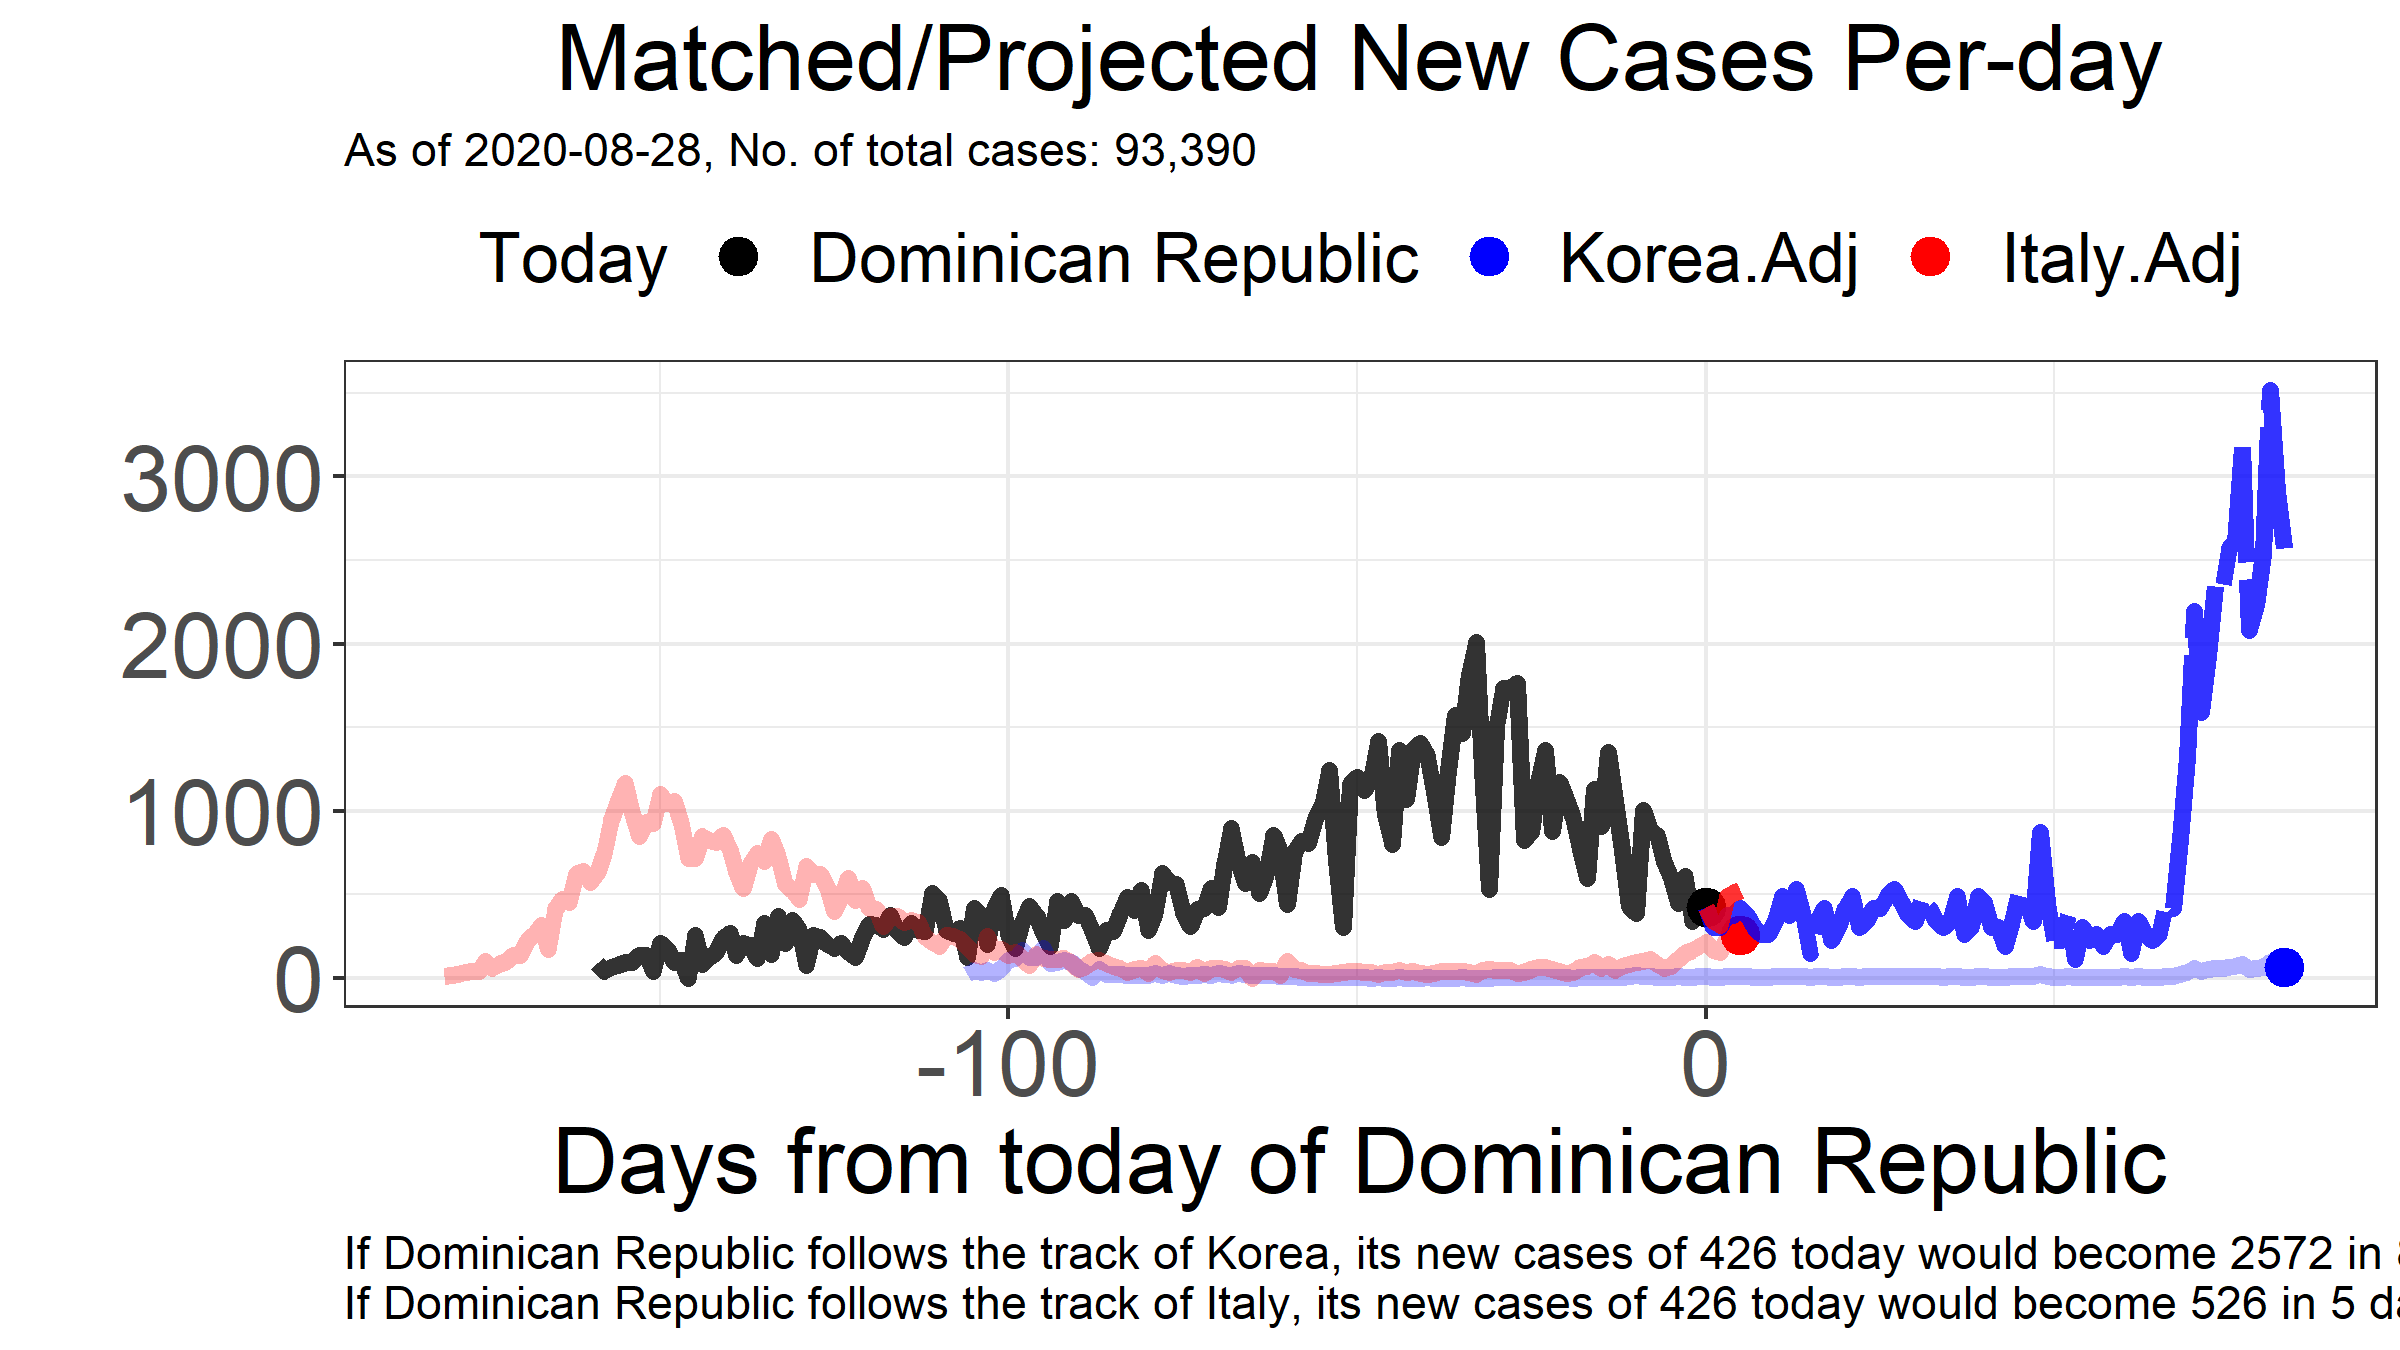 Matched/Projected New Cases Per-day
As of 2020-08-28, No. of total cases: 93,390
Today Dominican Republic Korea.Adj Italy.Adj
3000
2000
1000
0
-100 0
Days from today of Dominican Republic
If Dominican Republic follows the track of Korea, its new cases of 426 today would become 2572 in
If Dominican Republic follows the track of Italy, its new cases of 426 today would become 526 in 5